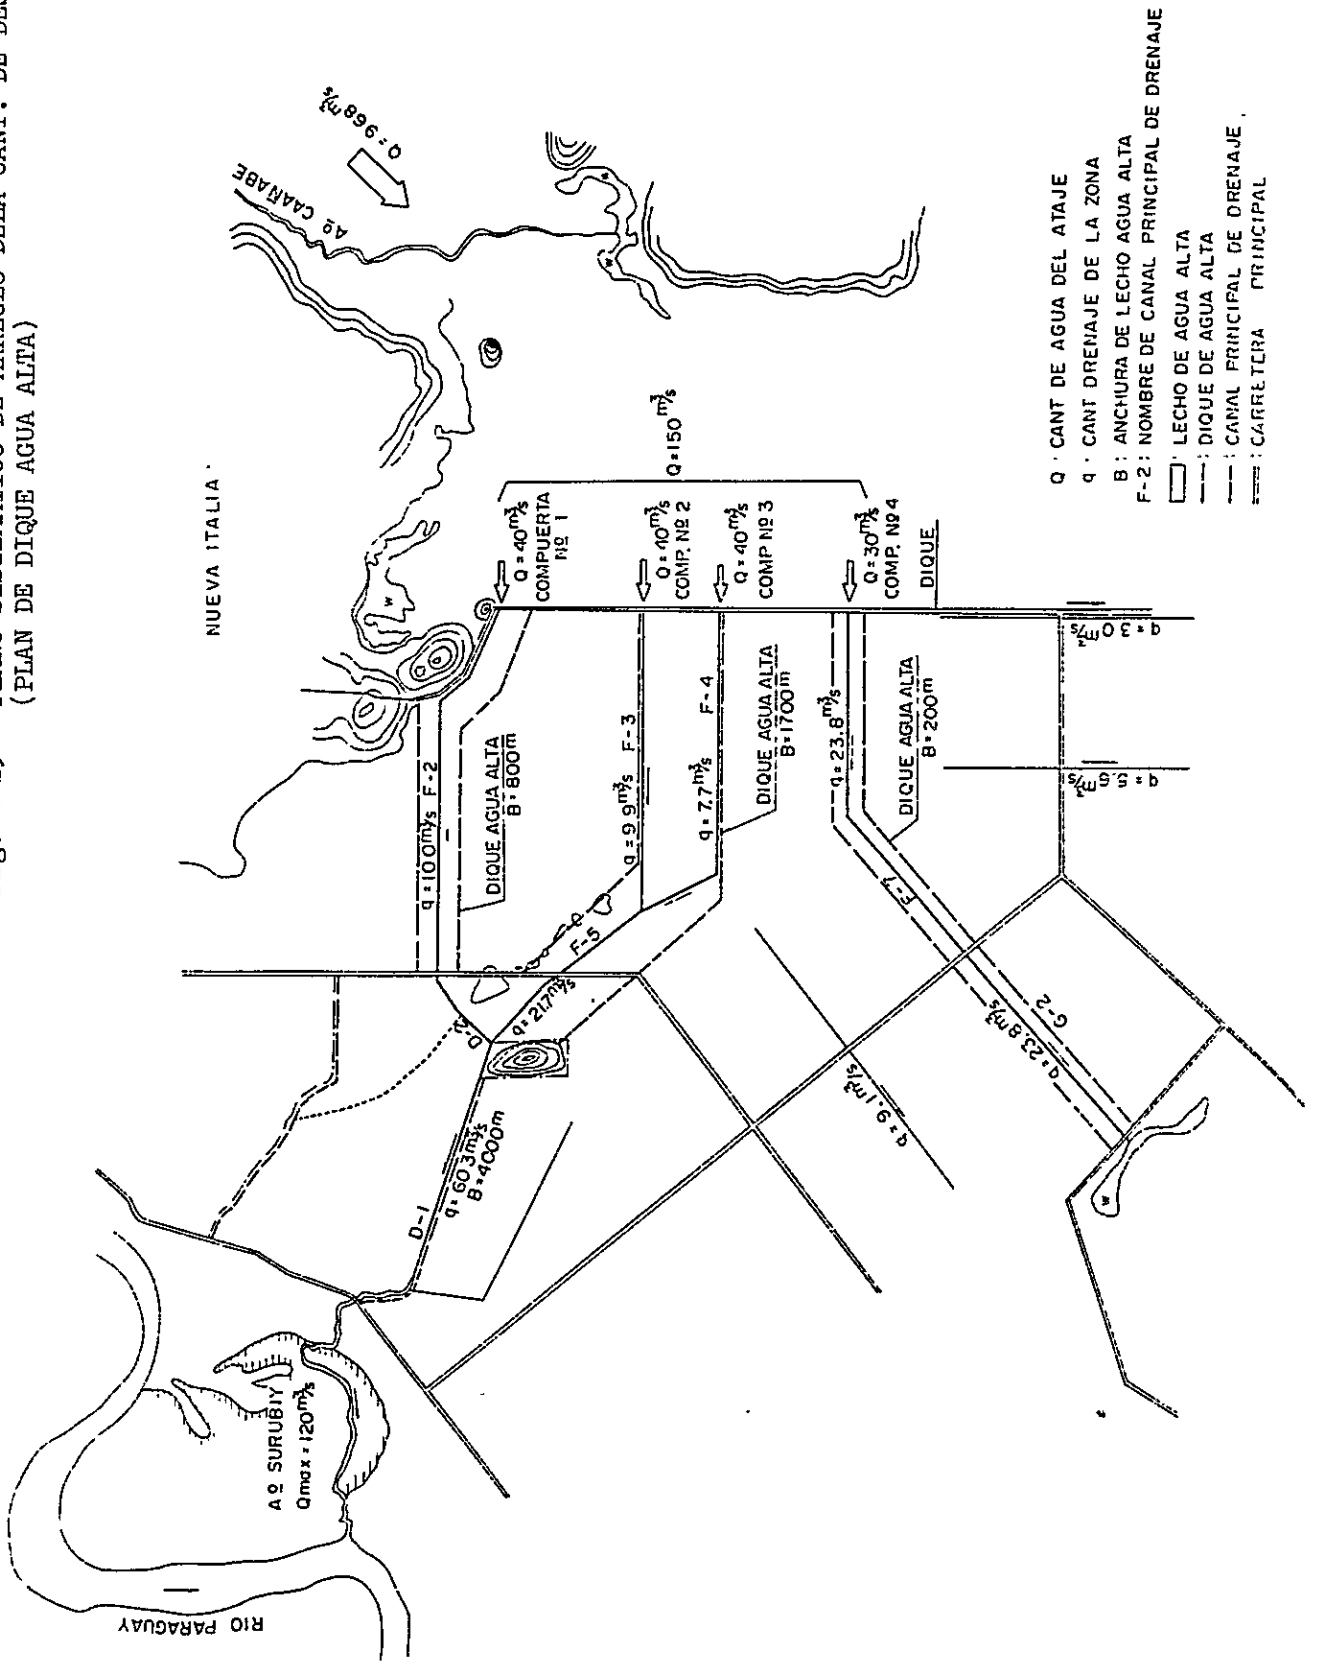 (PLAN DE DIQUE AGUA ALTA)
NUEVA ITALIA
Aº CAAÑABE
Q=968m³/s
Q=150m³/s
Q=40m³/s
COMPUERTA
Nº 1
Q=40m³/s
COMP. Nº 2
Q=40m³/s
COMP Nº 3
Q=30m³/s
COMP. Nº4
DIQUE
q=10.0m³/s F-2
DIQUE AGUA ALTA
B=800m
q=9.9m³/s F-3
q=7.7m³/s F-4
DIQUE AGUA ALTA
B=1700m
q=23.8m³/s
DIQUE AGUA ALTA
B=200m
q=3.0m³/s
q=5.5m³/s
F-5
q=21.7m³/s
D-2
F-7
G-2
q=23.8m³/s
q=9.1m³/s
D-1
q=60.3m³/s
B=4000m
Aº SURUBIY
Qmax=120m³/s
RIO PARAGUAY
W
W
W
W
Q : CANT DE AGUA DEL ATAJE
q : CANT DRENAJE DE LA ZONA
B : ANCHURA DE LECHO AGUA ALTA
F-2 : NOMBRE DE CANAL PRINCIPAL DE DRENAJE
: LECHO DE AGUA ALTA
: DIQUE DE AGUA ALTA
: CANAL PRINCIPAL DE DRENAJE.
: CARRETERA PRINCIPAL